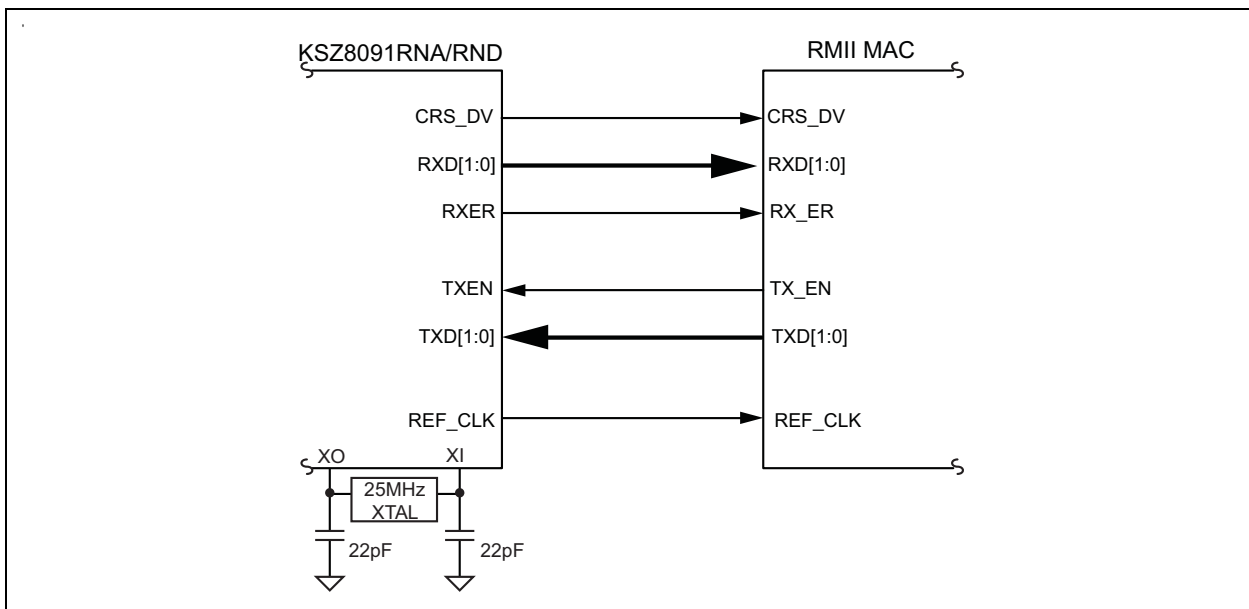 KSZ8091RNA/RND
RMII MAC
CRS_DV
CRS_DV
RXD[1:0]
RXD[1:0]
RXER
RX_ER
TXEN
TX_EN
TXD[1:0]
TXD[1:0]
REF_CLK
REF_CLK
XO
XI
25MHz
XTAL
22pF
22pF